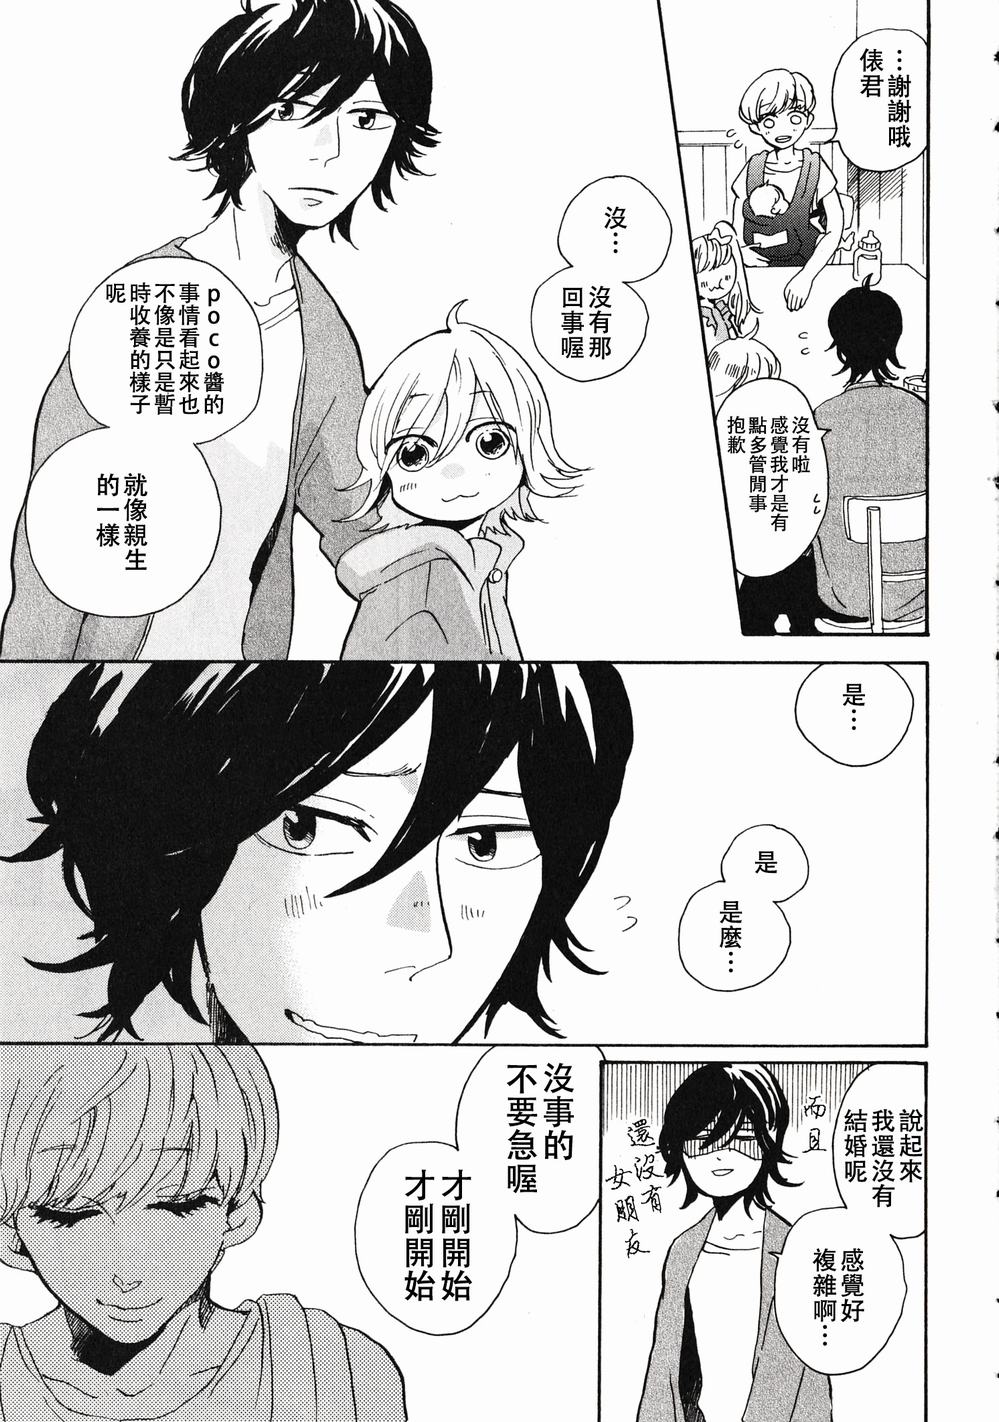 …謝謝哦
俵君
沒有啦
感覺我才是有
點多管閒事
抱歉
沒…
沒有那
回事喔
poco醬的
事情看起來也
不像是只是暫
時收養的樣子
呢
就像親生
的一樣
是…
是
是麼…
說起來
我還沒有
結婚呢
感覺好
複雜啊…
而且
還沒有
女朋友
沒事的
不要急喔
才剛開始
才剛開始